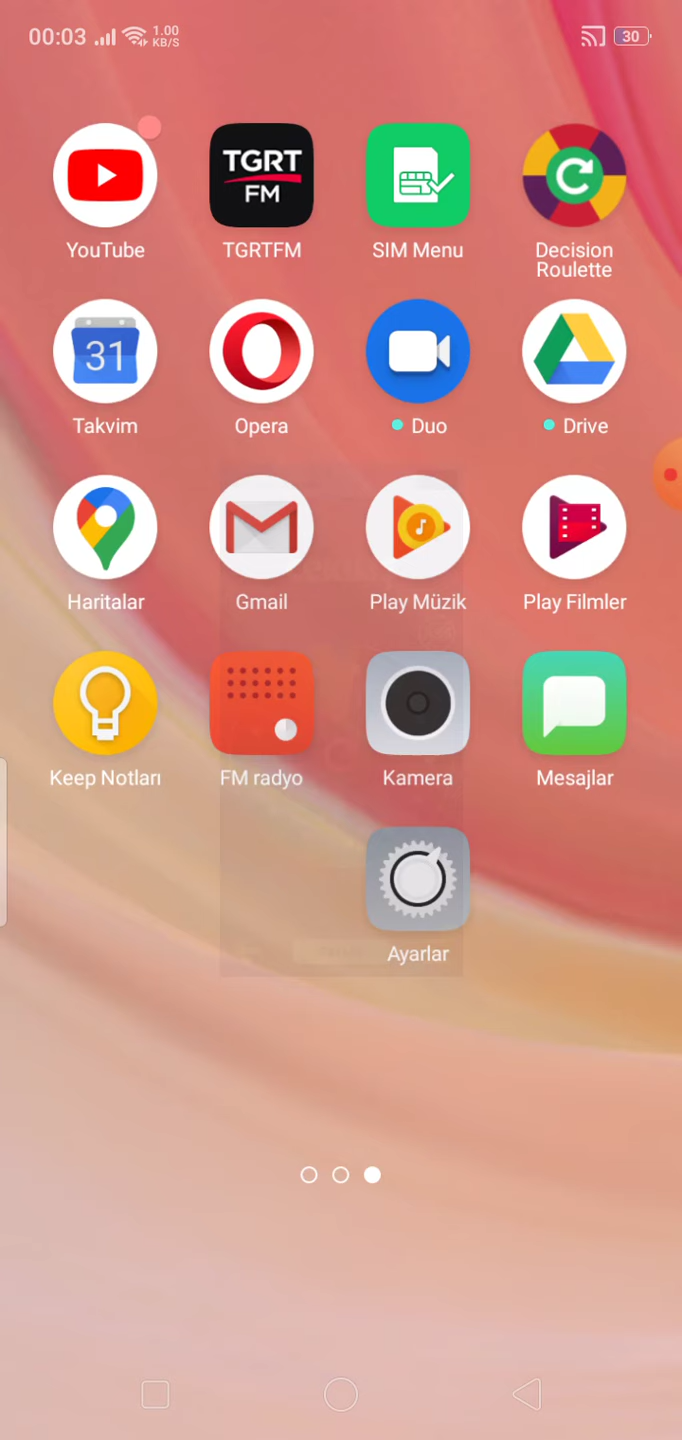 00:03 1.00 KB/S 30
YouTube TGRT FM TGRTFM SIM Menu Decision Roulette
31
Takvim Opera Duo Drive
Haritalar Gmail Play Müzik Play Filmler
Keep Notları FM radyo Kamera Mesajlar
Ayarlar